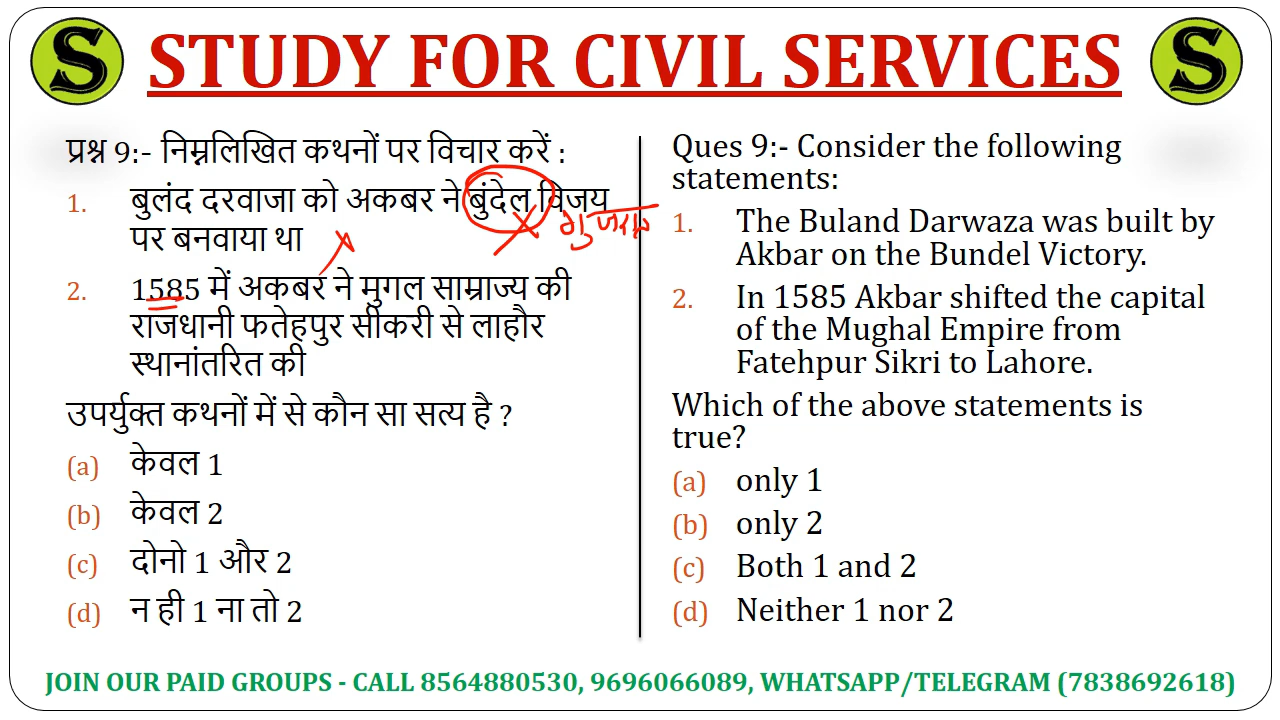 S STUDY FOR CIVIL SERVICES S
प्रश्न 9:- निम्नलिखित कथनों पर विचार करें :
1. बुलंद दरवाजा को अकबर ने बुंदेल विजय
गुजरात
पर बनवाया था
2. 1585 में अकबर ने मुगल साम्राज्य की
राजधानी फतेहपुर सीकरी से लाहौर
स्थानांतरित की
उपर्युक्त कथनों में से कौन सा सत्य है ?
(a) केवल 1
(b) केवल 2
(c) दोनो 1 और 2
(d) न ही 1 ना तो 2
Ques 9:- Consider the following
statements:
1. The Buland Darwaza was built by
Akbar on the Bundel Victory.
2. In 1585 Akbar shifted the capital
of the Mughal Empire from
Fatehpur Sikri to Lahore.
Which of the above statements is
true?
(a) only 1
(b) only 2
(c) Both 1 and 2
(d) Neither 1 nor 2
JOIN OUR PAID GROUPS - CALL 8564880530, 9696066089, WHATSAPP/TELEGRAM (7838692618)